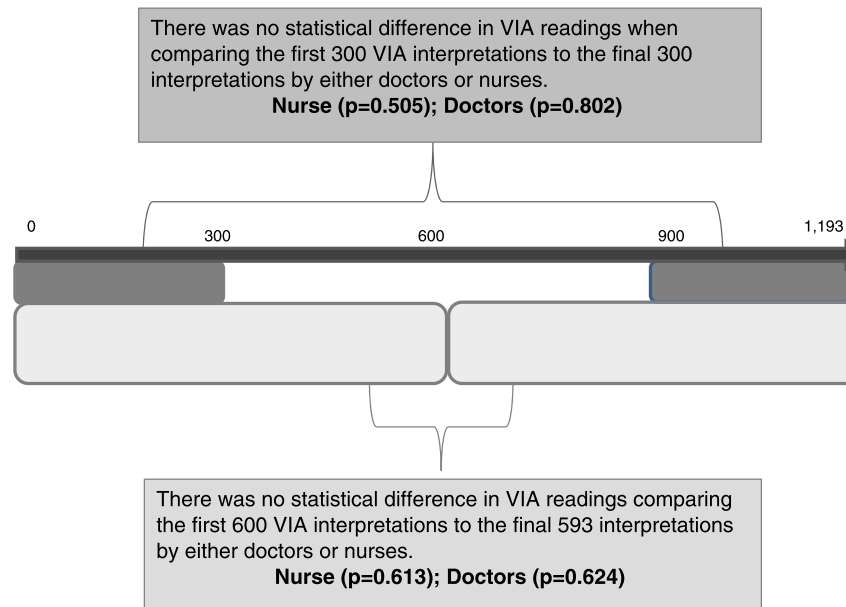 There was no statistical difference in VIA readings when
comparing the first 300 VIA interpretations to the final 300
interpretations by either doctors or nurses.
Nurse (p=0.505); Doctors (p=0.802)
0
300
600
900
1,193
There was no statistical difference in VIA readings comparing
the first 600 VIA interpretations to the final 593 interpretations
by either doctors or nurses.
Nurse (p=0.613); Doctors (p=0.624)